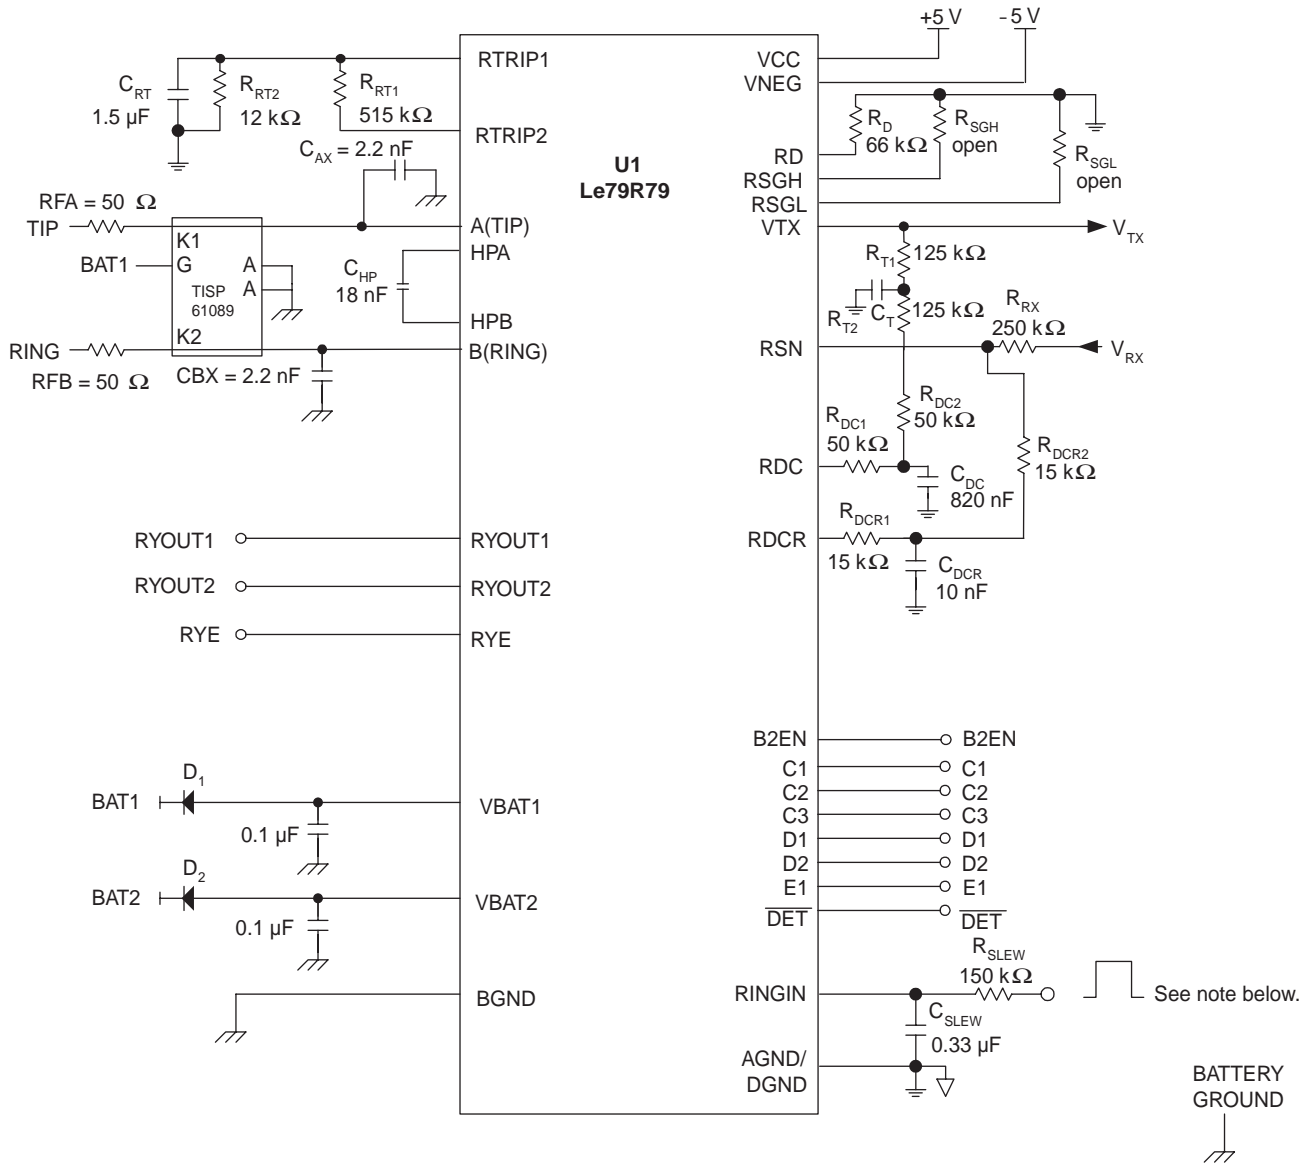 +5 V
-5 V
RTRIP1
VCC
VNEG
C_RT
1.5 µF
R_RT2
12 kΩ
R_RT1
515 kΩ
RTRIP2
C_AX = 2.2 nF
U1
Le79R79
R_D
66 kΩ
R_SGH
open
R_SGL
open
RD
RSGH
RSGL
VTX
V_TX
RFA = 50 Ω
TIP
K1
A(TIP)
HPA
BAT1
G
A
A
TISP
61089
C_HP
18 nF
HPB
K2
RING
B(RING)
RFB = 50 Ω
CBX = 2.2 nF
R_T1
125 kΩ
C_T
R_T2
125 kΩ
R_RX
250 kΩ
RSN
V_RX
R_DC2
50 kΩ
R_DC1
50 kΩ
RDC
C_DC
820 nF
R_DCR2
15 kΩ
R_DCR1
15 kΩ
RDCR
C_DCR
10 nF
RYOUT1
RYOUT1
RYOUT2
RYOUT2
RYE
RYE
B2EN
B2EN
C1
C1
C2
C2
C3
C3
D1
D1
D2
D2
E1
E1
DET
DET
D_1
BAT1
VBAT1
0.1 µF
D_2
BAT2
VBAT2
0.1 µF
BGND
R_SLEW
150 kΩ
RINGIN
See note below.
C_SLEW
0.33 µF
AGND/
DGND
BATTERY
GROUND